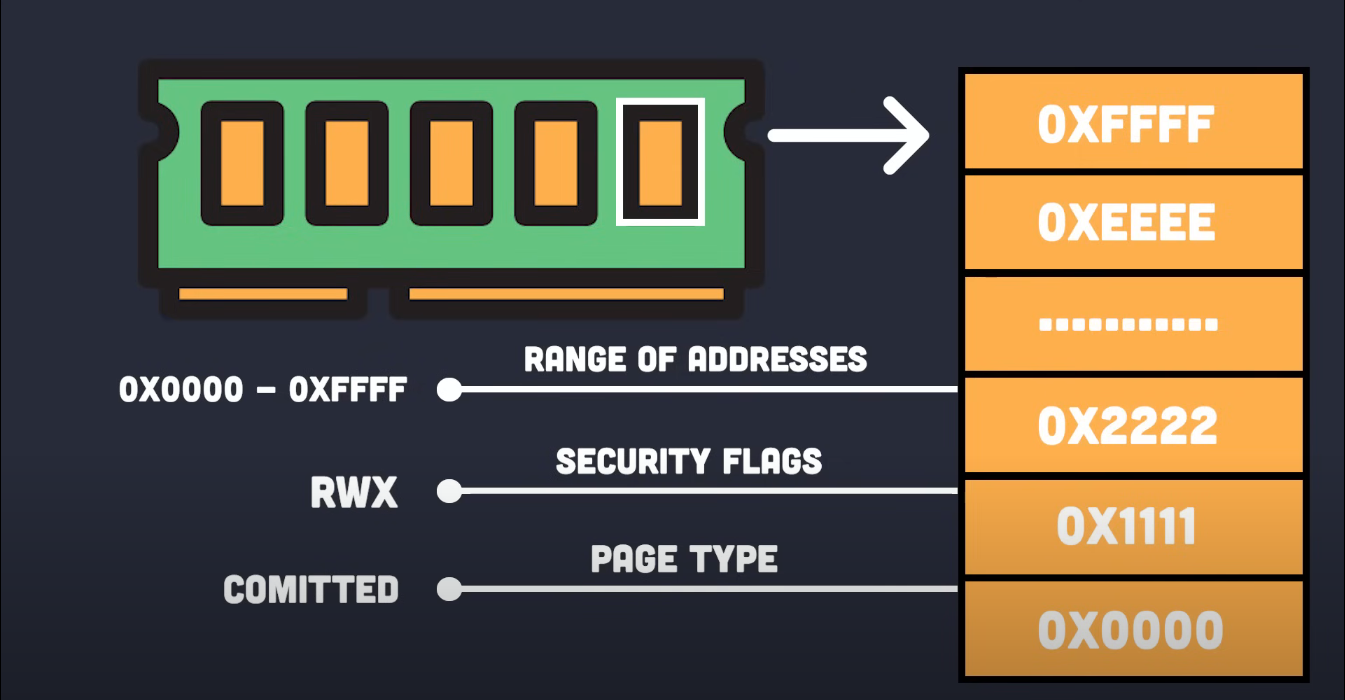 0XFFFF
0XEEEE
...........
RANGE OF ADDRESSES
0X0000 – 0XFFFF
0X2222
SECURITY FLAGS
RWX
0X1111
PAGE TYPE
COMITTED
0X0000